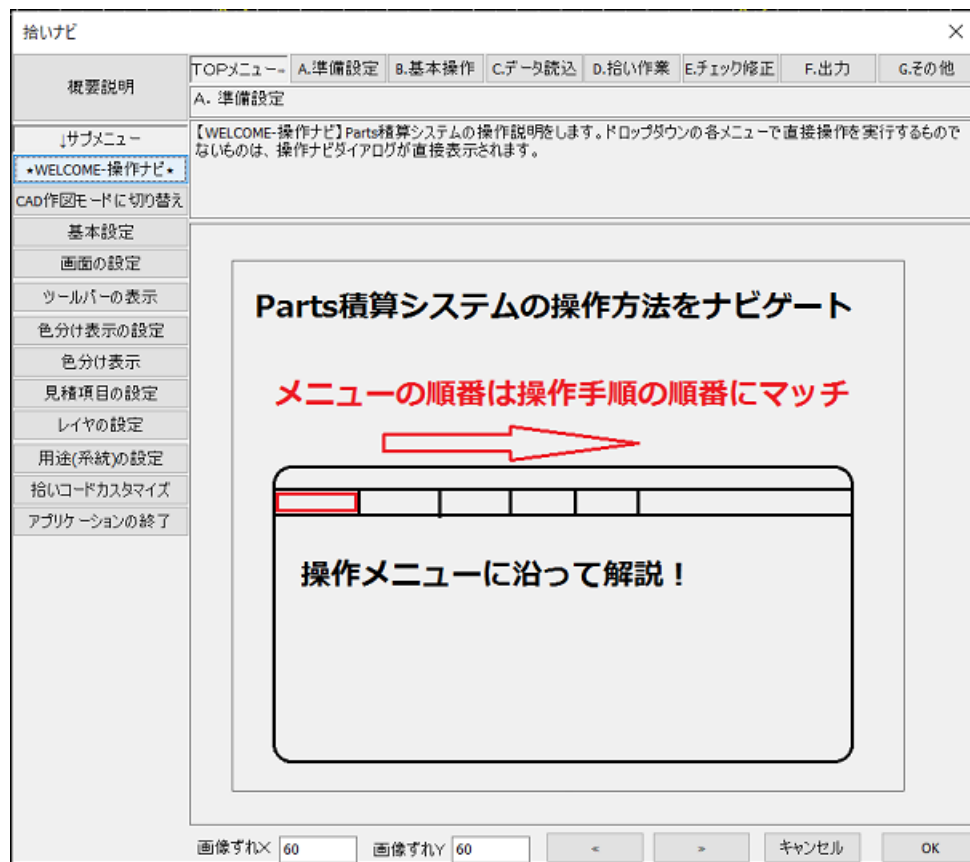 拾いナビ
概要説明
TOPメニュー→ A.準備設定 B.基本操作 C.データ読込 D.拾い作業 E.チェック修正 F.出力 G.その他
A. 準備設定
【WELCOME-操作ナビ】Parts積算システムの操作説明をします。ドロップダウンの各メニューで直接操作を実行するもので
ないものは、操作ナビダイアログが直接表示されます。
↓サブメニュー
★WELCOME-操作ナビ★
CAD作図モードに切り替え
基本設定
画面の設定
ツールバーの表示
色分け表示の設定
色分け表示
見積項目の設定
レイヤの設定
用途(系統)の設定
拾いコードカスタマイズ
アプリケーションの終了
Parts積算システムの操作方法をナビゲート
メニューの順番は操作手順の順番にマッチ
操作メニューに沿って解説！
画像ずれX 60 画像ずれY 60 < > キャンセル OK